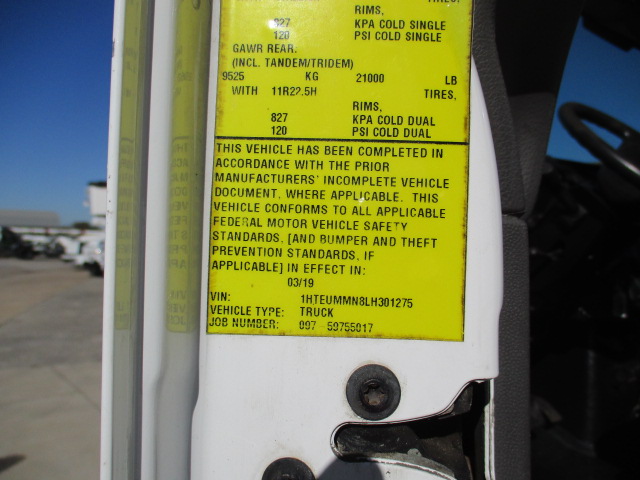 RIMS,
827 KPA COLD SINGLE
120 PSI COLD SINGLE
GAWR REAR.
(INCL. TANDEM/TRIDEM)
9525 KG 21000 LB
WITH 11R22.5H TIRES,
RIMS,
827 KPA COLD DUAL
120 PSI COLD DUAL
THIS VEHICLE HAS BEEN COMPLETED IN
ACCORDANCE WITH THE PRIOR
MANUFACTURERS' INCOMPLETE VEHICLE
DOCUMENT, WHERE APPLICABLE. THIS
VEHICLE CONFORMS TO ALL APPLICABLE
FEDERAL MOTOR VEHICLE SAFETY
STANDARDS, [AND BUMPER AND THEFT
PREVENTION STANDARDS, IF
APPLICABLE] IN EFFECT IN:
03/19
VIN: 1HTEUMMN8LH301275
VEHICLE TYPE: TRUCK
JOB NUMBER: 097-59755017